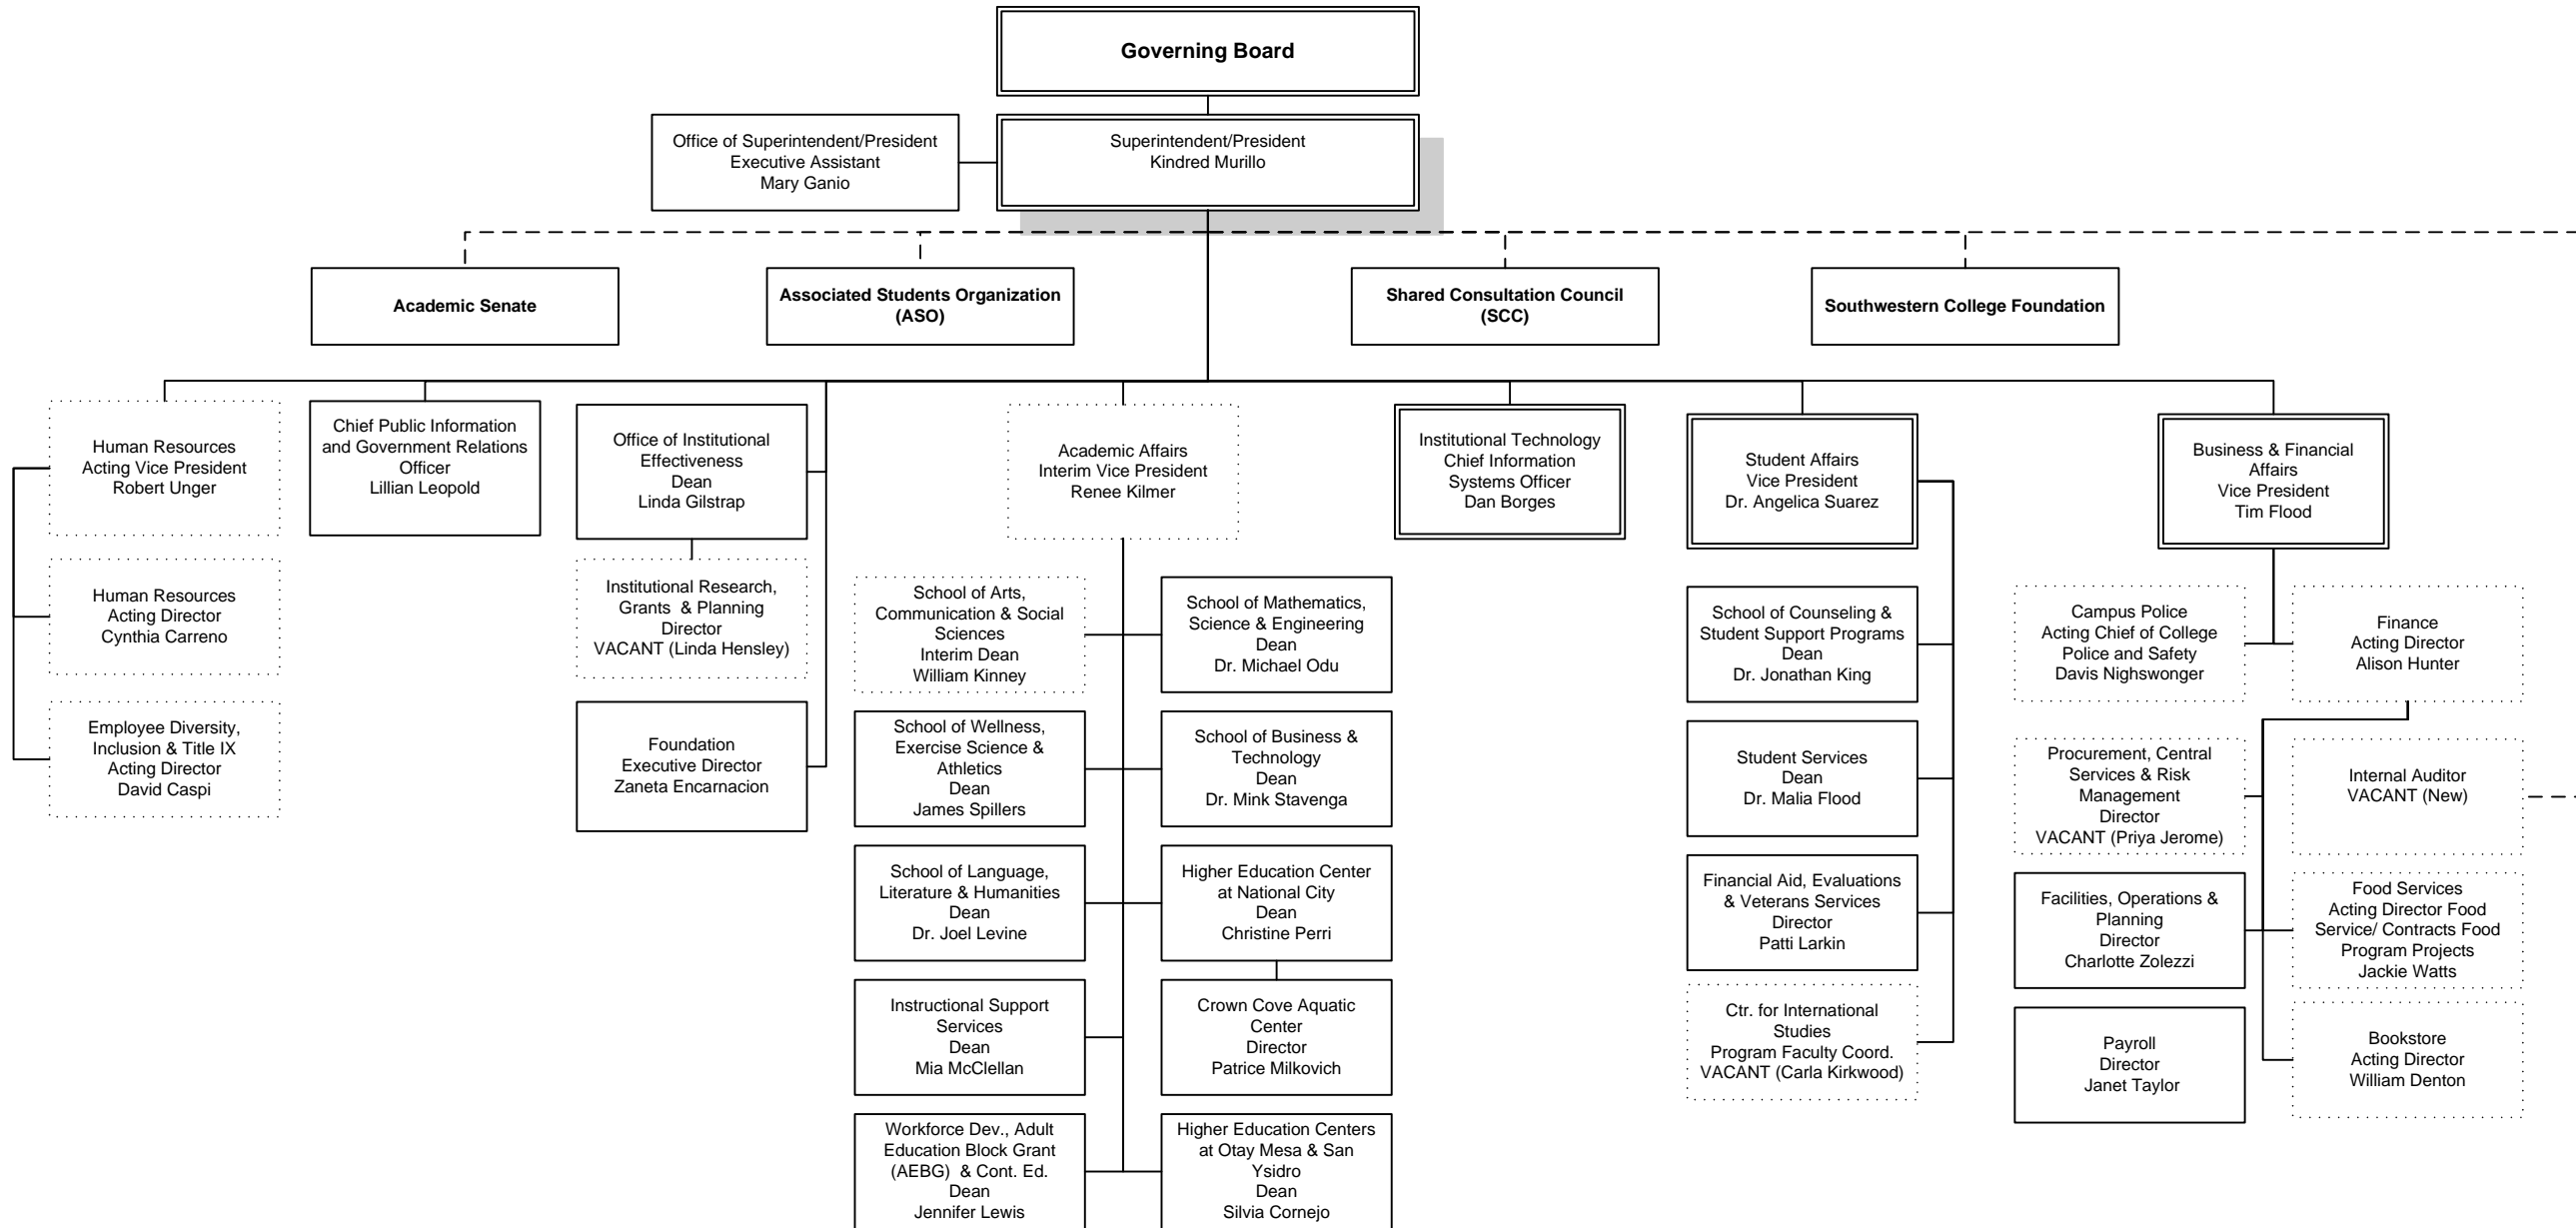 Governing Board
Office of Superintendent/President
Executive Assistant
Mary Ganio
Superintendent/President
Kindred Murillo
Academic Senate
Associated Students Organization
(ASO)
Shared Consultation Council
(SCC)
Southwestern College Foundation
Human Resources
Acting Vice President
Robert Unger
Chief Public Information
and Government Relations
Officer
Lillian Leopold
Office of Institutional
Effectiveness
Dean
Linda Gilstrap
Academic Affairs
Interim Vice President
Renee Kilmer
Institutional Technology
Chief Information
Systems Officer
Dan Borges
Student Affairs
Vice President
Dr. Angelica Suarez
Business & Financial
Affairs
Vice President
Tim Flood
Human Resources
Acting Director
Cynthia Carreno
Employee Diversity,
Inclusion & Title IX
Acting Director
David Caspi
Institutional Research,
Grants & Planning
Director
VACANT (Linda Hensley)
Foundation
Executive Director
Zaneta Encarnacion
School of Arts,
Communication & Social
Sciences
Interim Dean
William Kinney
School of Mathematics,
Science & Engineering
Dean
Dr. Michael Odu
School of Wellness,
Exercise Science &
Athletics
Dean
James Spillers
School of Business &
Technology
Dean
Dr. Mink Stavenga
School of Language,
Literature & Humanities
Dean
Dr. Joel Levine
Higher Education Center
at National City
Dean
Christine Perri
Instructional Support
Services
Dean
Mia McClellan
Crown Cove Aquatic
Center
Director
Patrice Milkovich
Workforce Dev., Adult
Education Block Grant
(AEBG) & Cont. Ed.
Dean
Jennifer Lewis
Higher Education Centers
at Otay Mesa & San
Ysidro
Dean
Silvia Cornejo
School of Counseling &
Student Support Programs
Dean
Dr. Jonathan King
Student Services
Dean
Dr. Malia Flood
Financial Aid, Evaluations
& Veterans Services
Director
Patti Larkin
Ctr. for International
Studies
Program Faculty Coord.
VACANT (Carla Kirkwood)
Campus Police
Acting Chief of College
Police and Safety
Davis Nighswonger
Finance
Acting Director
Alison Hunter
Procurement, Central
Services & Risk
Management
Director
VACANT (Priya Jerome)
Internal Auditor
VACANT (New)
Facilities, Operations &
Planning
Director
Charlotte Zolezzi
Food Services
Acting Director Food
Service/ Contracts Food
Program Projects
Jackie Watts
Payroll
Director
Janet Taylor
Bookstore
Acting Director
William Denton